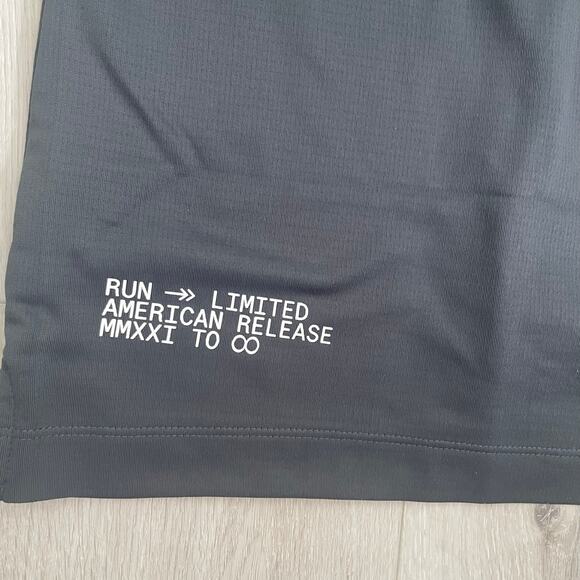 RUN →» LIMITED
AMERICAN RELEASE
MMXXI TO ∞